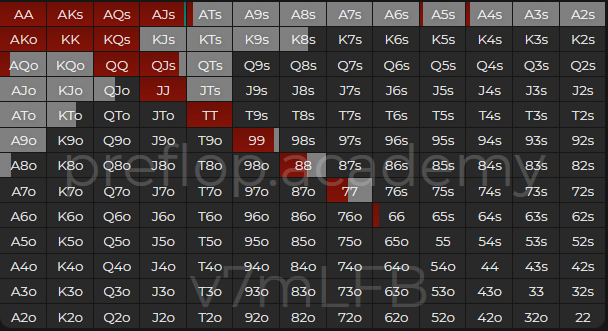 AA AKs AQs AJs ATs A9s A8s A7s A6s A5s A4s A3s A2s
AKo KK KQs KJs KTs K9s K8s K7s K6s K5s K4s K3s K2s
AQo KQo QQ QJs QTs Q9s Q8s Q7s Q6s Q5s Q4s Q3s Q2s
AJo KJo QJo JJ JTs J9s J8s J7s J6s J5s J4s J3s J2s
ATo KTo QTo JTo TT T9s T8s T7s T6s T5s T4s T3s T2s
A9o K9o Q9o J9o T9o 99 98s 97s 96s 95s 94s 93s 92s
A8o K8o Q8o J8o T8o 98o 88 87s 86s 85s 84s 83s 82s
preflop.academy
A7o K7o Q7o J7o T7o 97o 87o 77 76s 75s 74s 73s 72s
A6o K6o Q6o J6o T6o 96o 86o 76o 66 65s 64s 63s 62s
A5o K5o Q5o J5o T5o 95o 85o 75o 65o 55 54s 53s 52s
A4o K4o Q4o J4o T4o 94o 84o 74o 64o 54o 44 43s 42s
v7mLFB
A3o K3o Q3o J3o T3o 93o 83o 73o 63o 53o 43o 33 32s
A2o K2o Q2o J2o T2o 92o 82o 72o 62o 52o 42o 32o 22